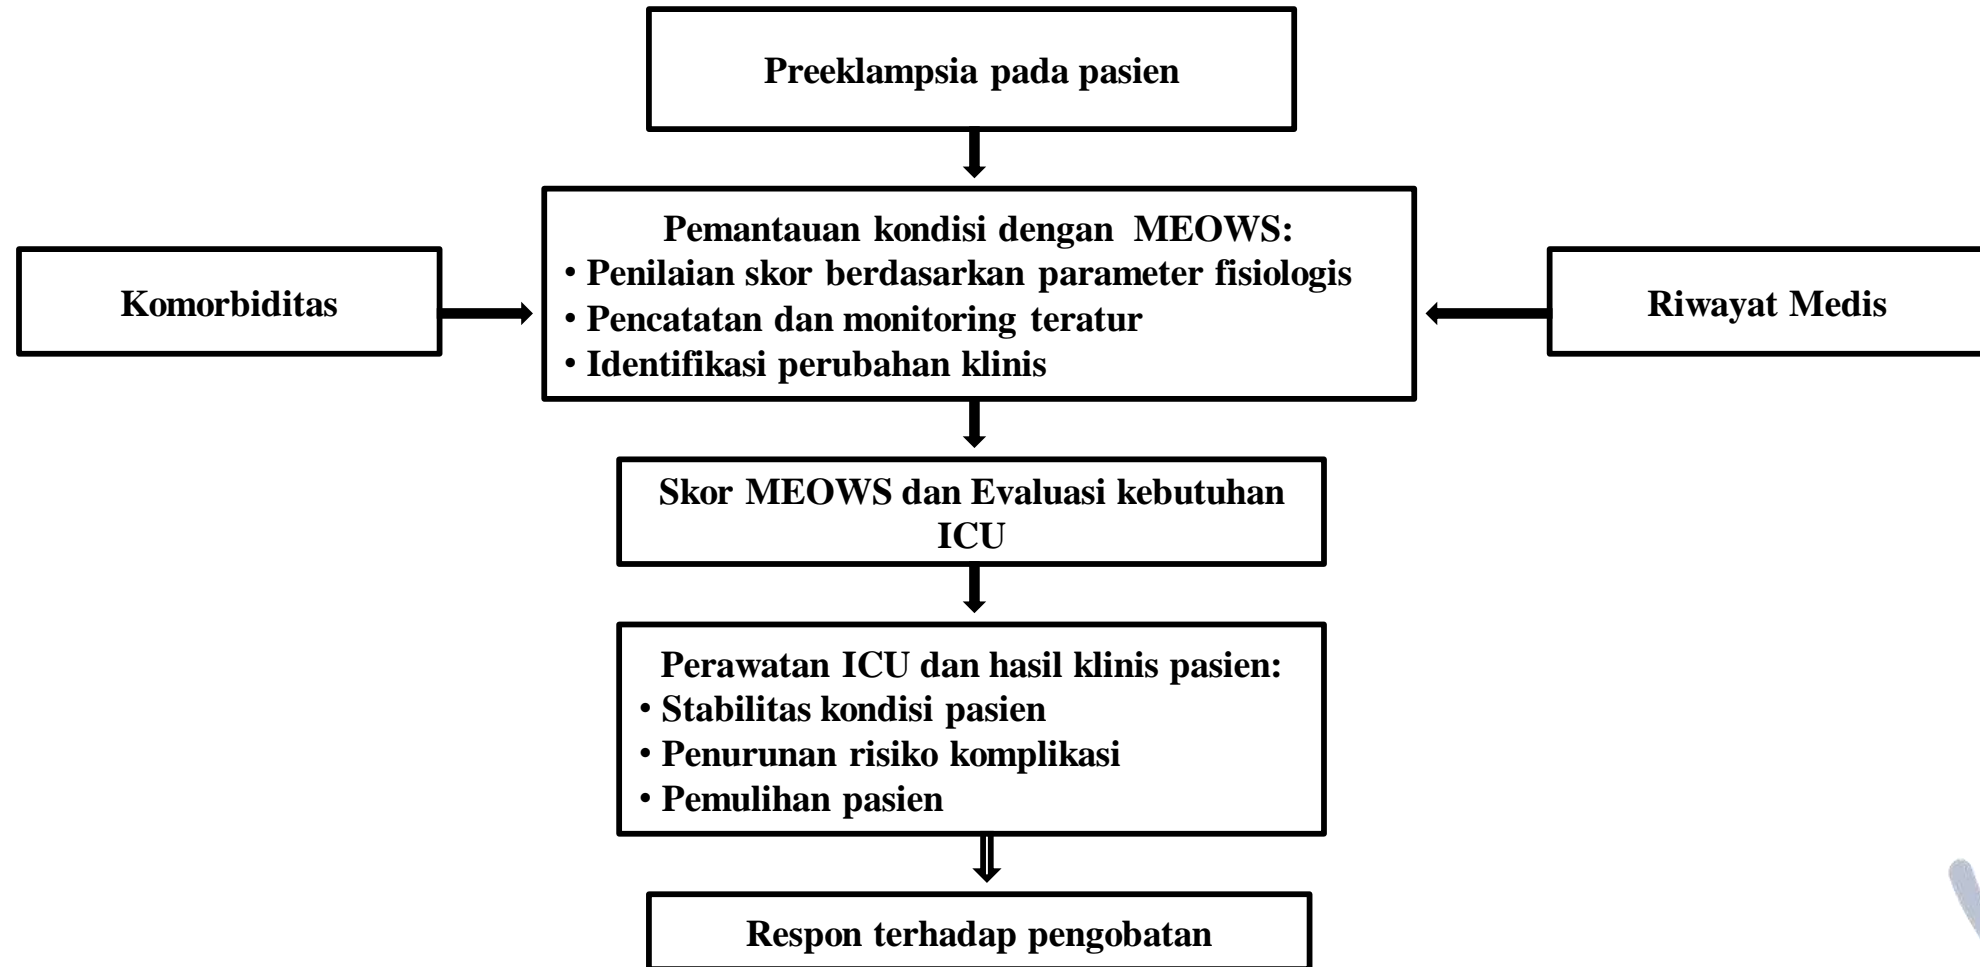 Preeklampsia pada pasien
Pemantauan kondisi dengan MEOWS:
• Penilaian skor berdasarkan parameter fisiologis
• Pencatatan dan monitoring teratur
• Identifikasi perubahan klinis
Komorbiditas
Riwayat Medis
Skor MEOWS dan Evaluasi kebutuhan
ICU
Perawatan ICU dan hasil klinis pasien:
• Stabilitas kondisi pasien
• Penurunan risiko komplikasi
• Pemulihan pasien
Respon terhadap pengobatan